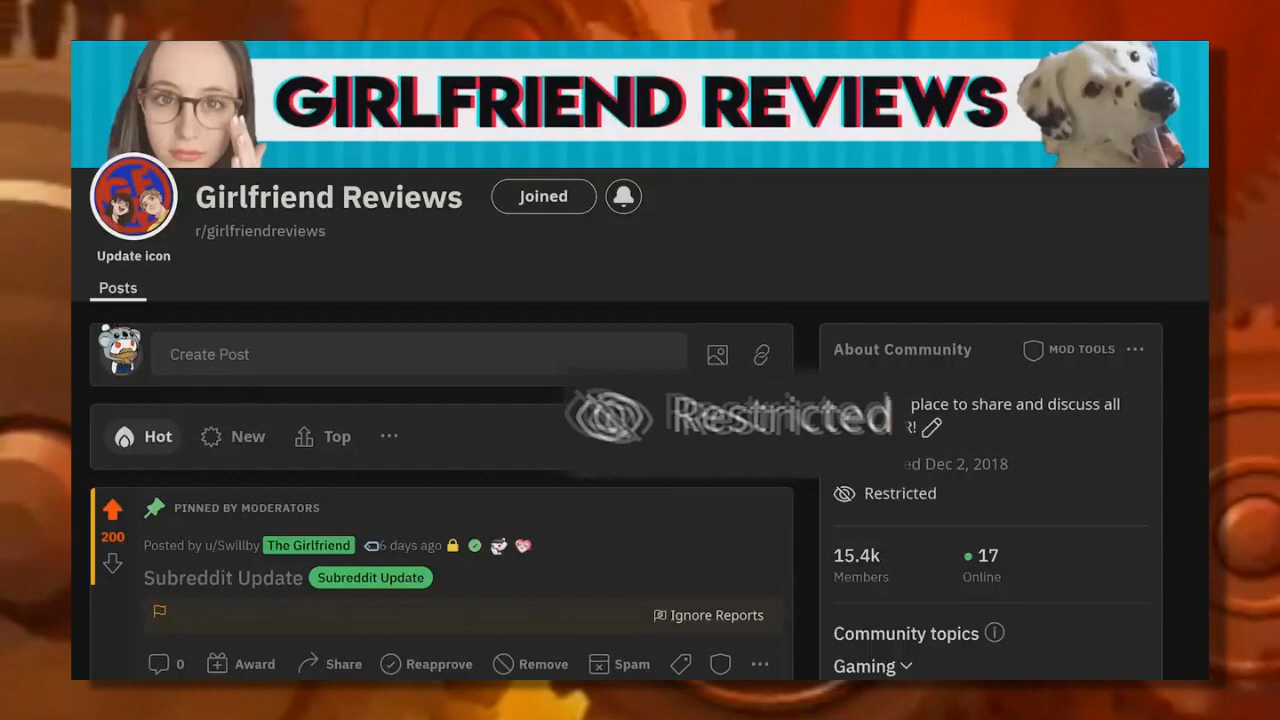 GIRLFRIEND REVIEWS
Girlfriend Reviews
Joined
r/girlfriendreviews
Update icon
Posts
Create Post
About Community
MOD TOOLS
Restricted
place to share and discuss all
R!
ed Dec 2, 2018
Restricted
Hot
New
Top
PINNED BY MODERATORS
Posted by u/Swillby The Girlfriend 6 days ago
Subreddit Update Subreddit Update
Ignore Reports
0 Award Share Reapprove Remove Spam
15.4k 17
Members Online
Community topics
Gaming